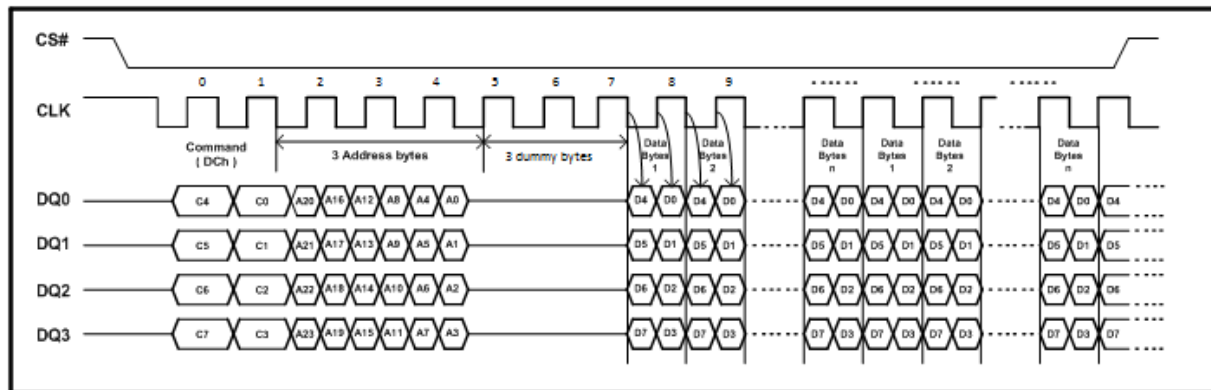 CS#
0 1 2 3 4 5 6 7 8 9
CLK
Command
( DCh )
3 Address bytes
3 dummy bytes
Data Bytes 1
Data Bytes 2
Data Bytes n
Data Bytes 1
Data Bytes 2
Data Bytes n
DQ0 C4 C0 A20 A16 A12 A8 A4 A0 D4 D0 D4 D0 D4 D0 D4 D0 D4 D0 D4 D0 D4
DQ1 C5 C1 A21 A17 A13 A9 A5 A1 D5 D1 D5 D1 D5 D1 D5 D1 D5 D1 D5 D1 D5
DQ2 C6 C2 A22 A18 A14 A10 A6 A2 D6 D2 D6 D2 D6 D2 D6 D2 D6 D2 D6 D2 D6
DQ3 C7 C3 A23 A19 A15 A11 A7 A3 D7 D3 D7 D3 D7 D3 D7 D3 D7 D3 D7 D3 D7